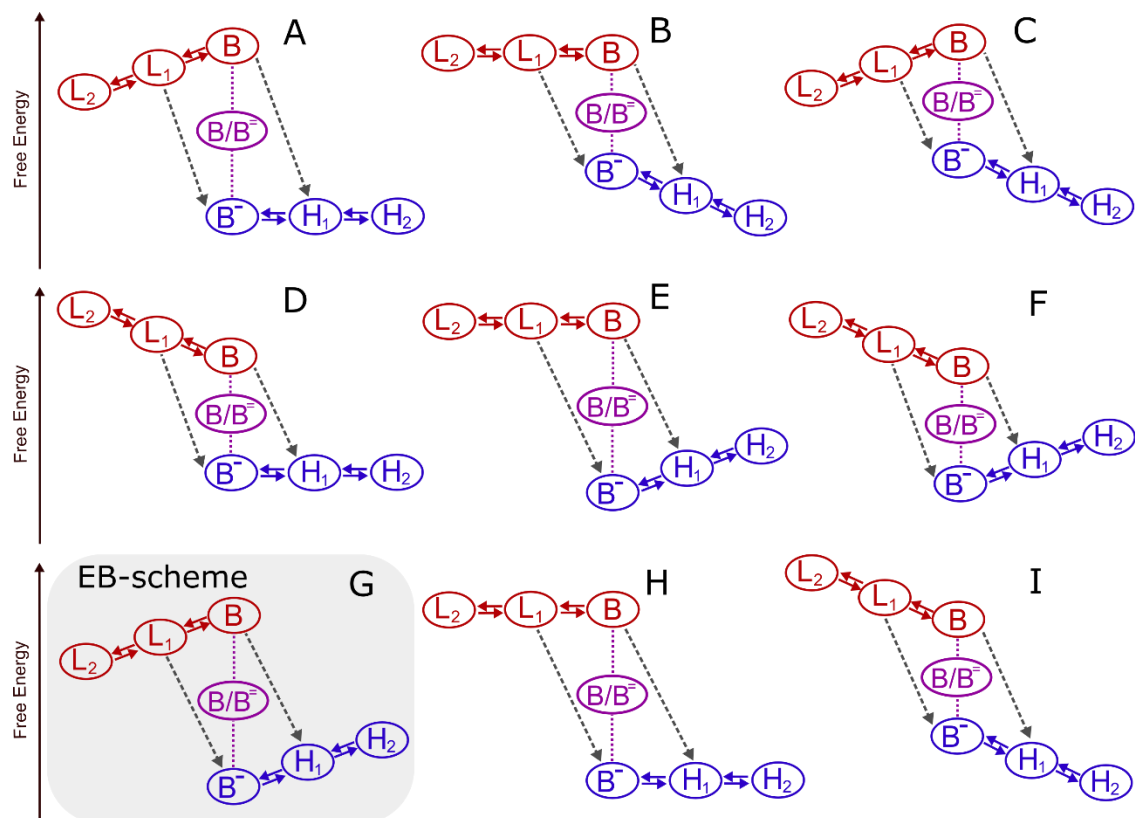 A
B
C
Free Energy
L₂
L₁
B
B/B⁼
B⁻
H₁
H₂
L₂
L₁
B
B/B⁼
B⁻
H₁
H₂
L₂
L₁
B
B/B⁼
B⁻
H₁
H₂
D
E
F
Free Energy
L₂
L₁
B
B/B⁼
B⁻
H₁
H₂
L₂
L₁
B
B/B⁼
B⁻
H₁
H₂
L₂
L₁
B
B/B⁼
B⁻
H₁
H₂
EB-scheme
G
H
I
Free Energy
L₂
L₁
B
B/B⁼
B⁻
H₁
H₂
L₂
L₁
B
B/B⁼
B⁻
H₁
H₂
L₂
L₁
B
B/B⁼
B⁻
H₁
H₂